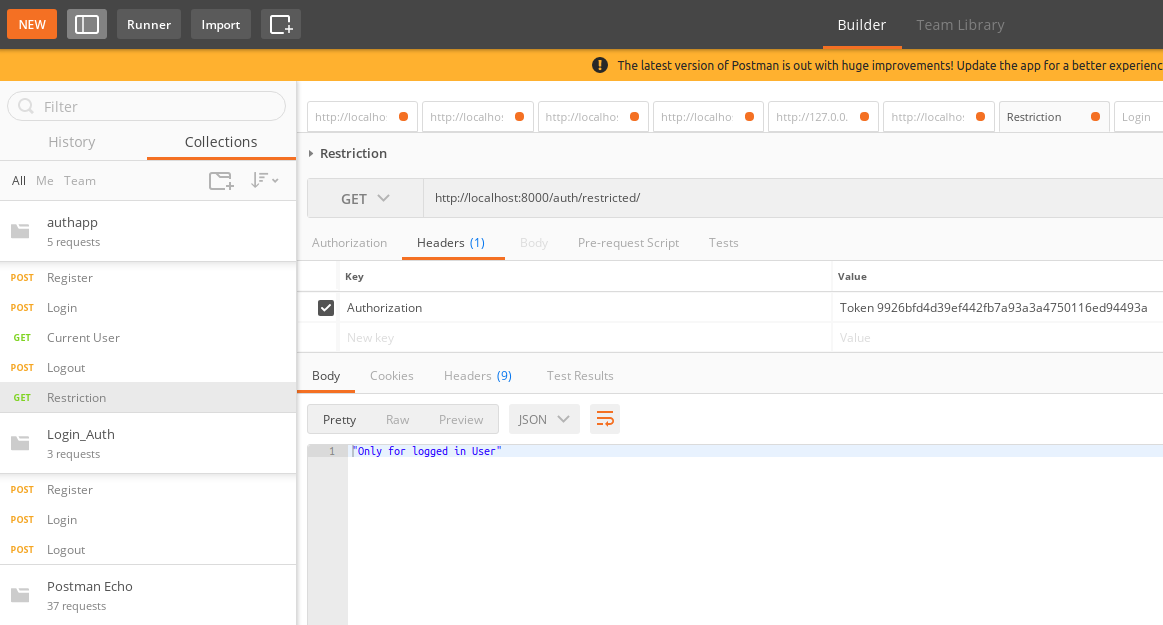 NEW Runner Import Builder Team Library
! The latest version of Postman is out with huge improvements! Update the app for a better experienc
Filter
History Collections
All Me Team
authapp
5 requests
POST Register
POST Login
GET Current User
POST Logout
GET Restriction
Login_Auth
3 requests
POST Register
POST Login
POST Logout
Postman Echo
37 requests
http://localho http://localho: http://localho: http://localho http://127.0.0. http://localho: Restriction Login
Restriction
GET http://localhost:8000/auth/restricted/
Authorization Headers (1) Body Pre-request Script Tests
Key Value
Authorization Token 9926bfd4d39ef442fb7a93a3a4750116ed94493a
New key Value
Body Cookies Headers (9) Test Results
Pretty Raw Preview JSON
1 "Only for logged in User"